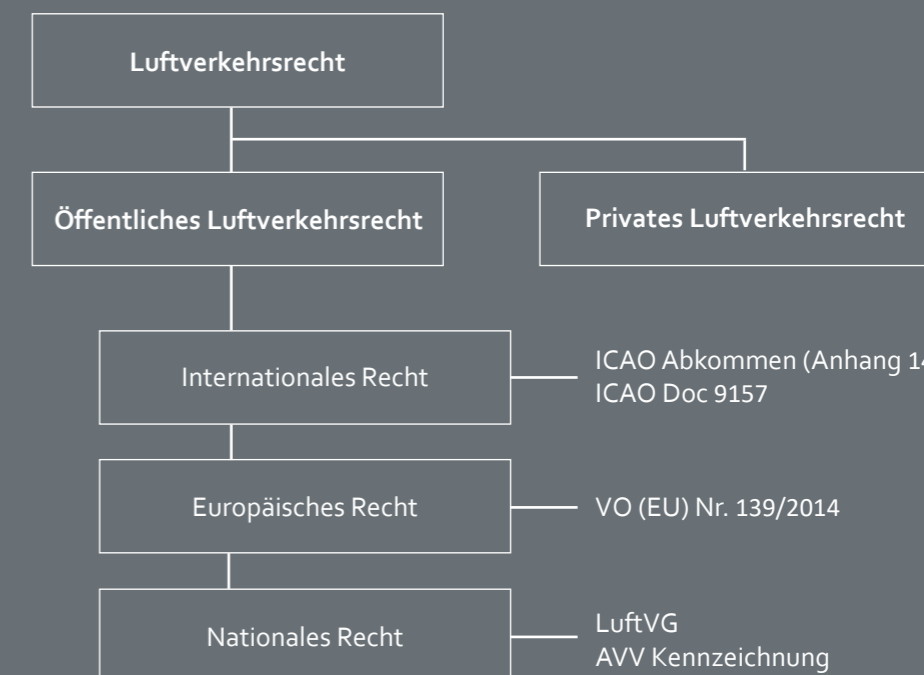 Luftverkehrsrecht
Öffentliches Luftverkehrsrecht
Privates Luftverkehrsrecht
Internationales Recht
ICAO Abkommen (Anhang 14
ICAO Doc 9157
Europäisches Recht
VO (EU) Nr. 139/2014
Nationales Recht
LuftVG
AVV Kennzeichnung